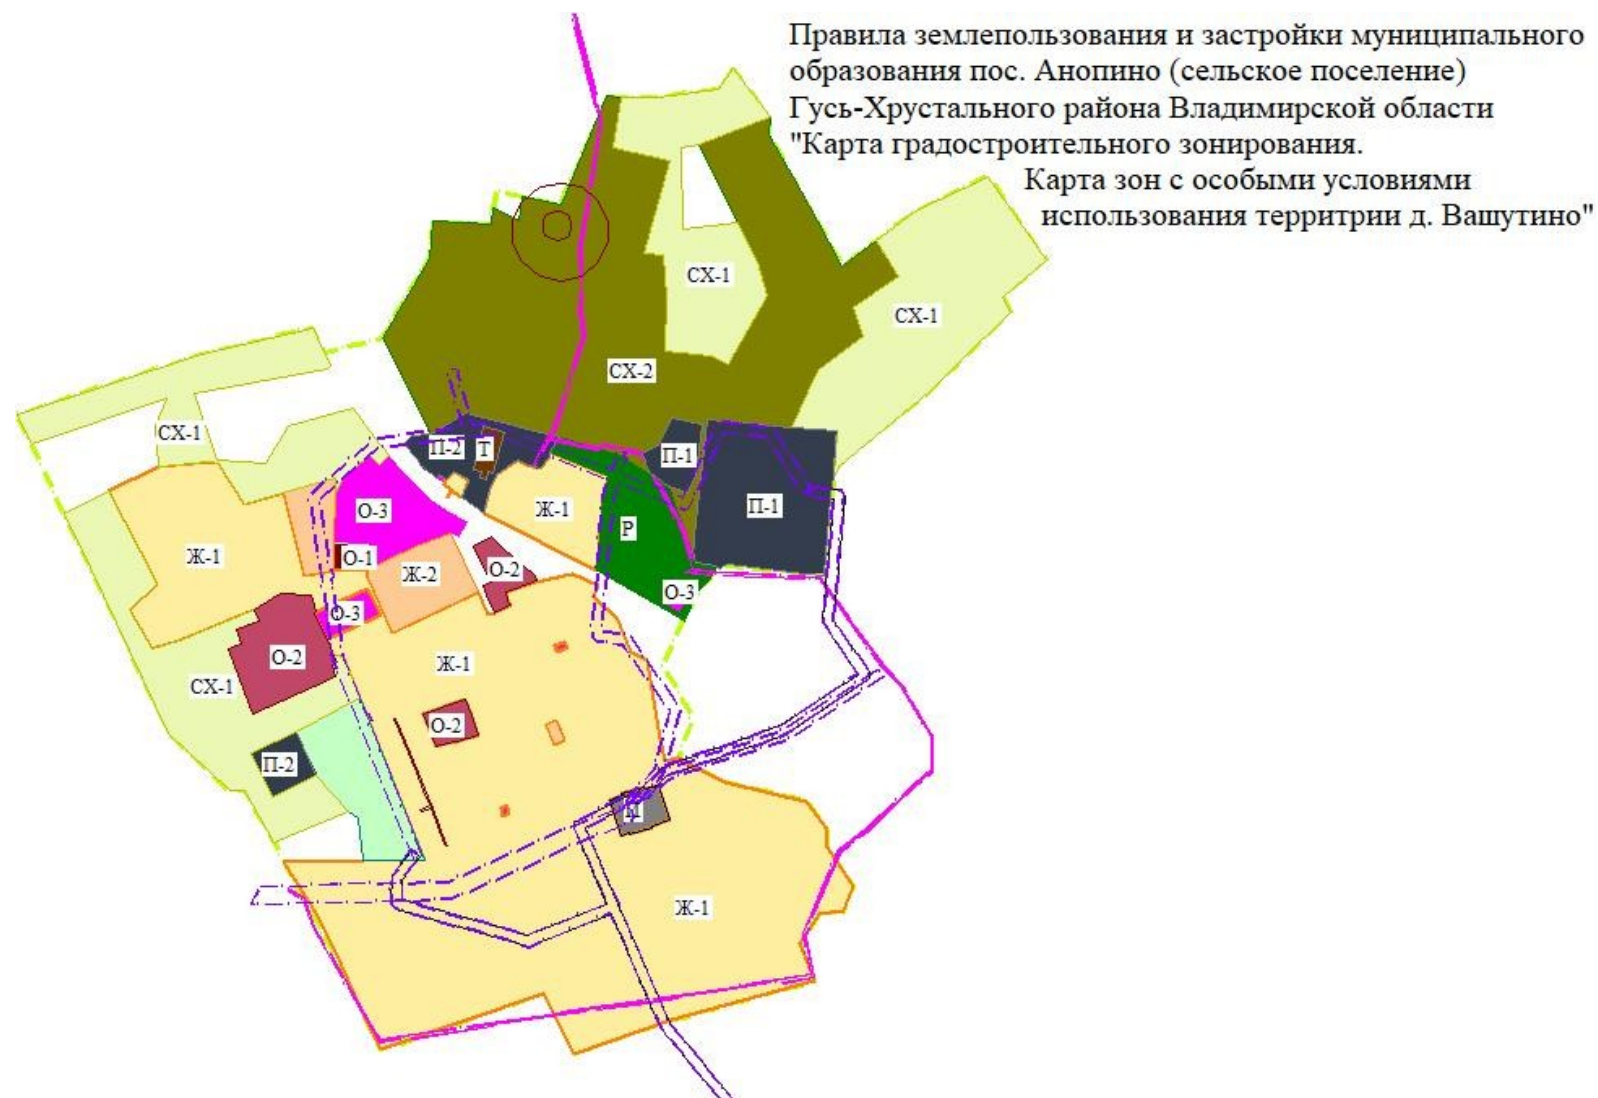 Правила землепользования и застройки муниципального
образования пос. Анопино (сельское поселение)
Гусь-Хрустального района Владимирской области
"Карта градостроительного зонирования.
Карта зон с особыми условиями
использования территрии д. Вашутино"
СХ-1
СХ-1
СХ-2
СХ-1
П-2
Т
П-1
О-3
Ж-1
П-1
Р
Ж-1
О-1
Ж-2
О-2
О-3
О-3
О-2
Ж-1
СХ-1
О-2
П-2
Ж-1